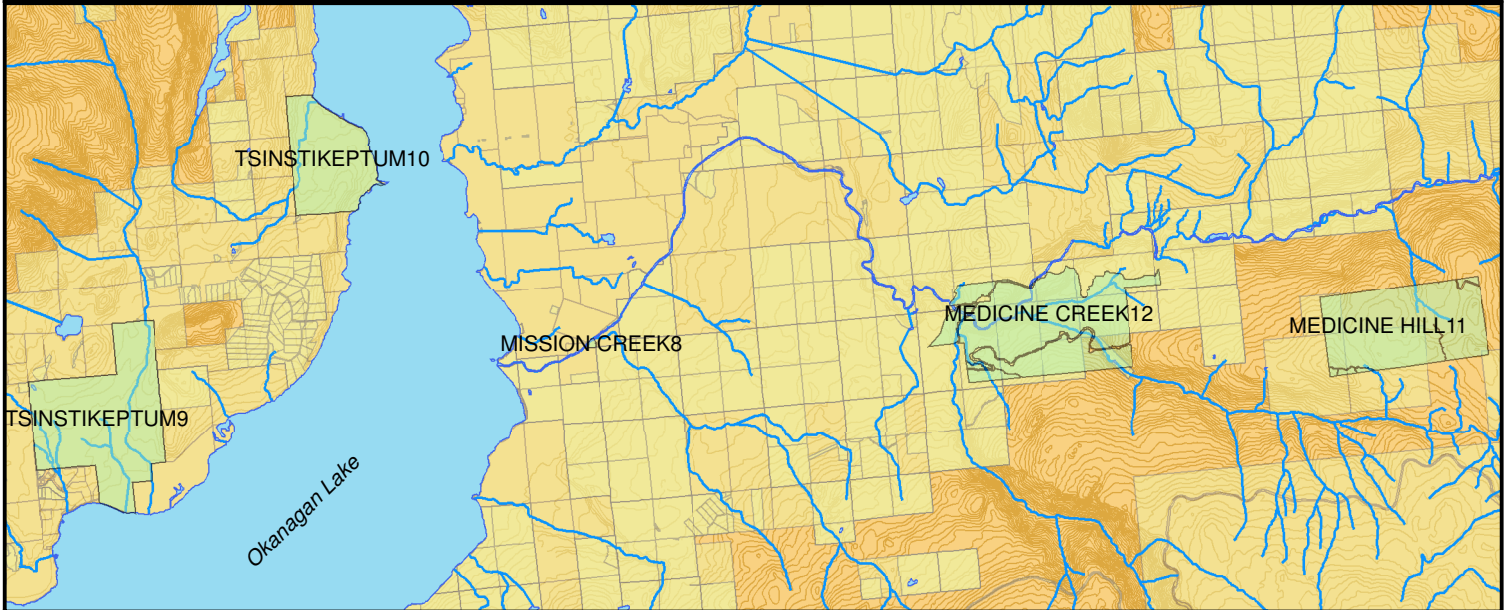 TSINSTIKEPTUM10
MEDICINE CREEK12
MEDICINE HILL11
MISSION CREEK8
TSINSTIKEPTUM9
Okanagan Lake